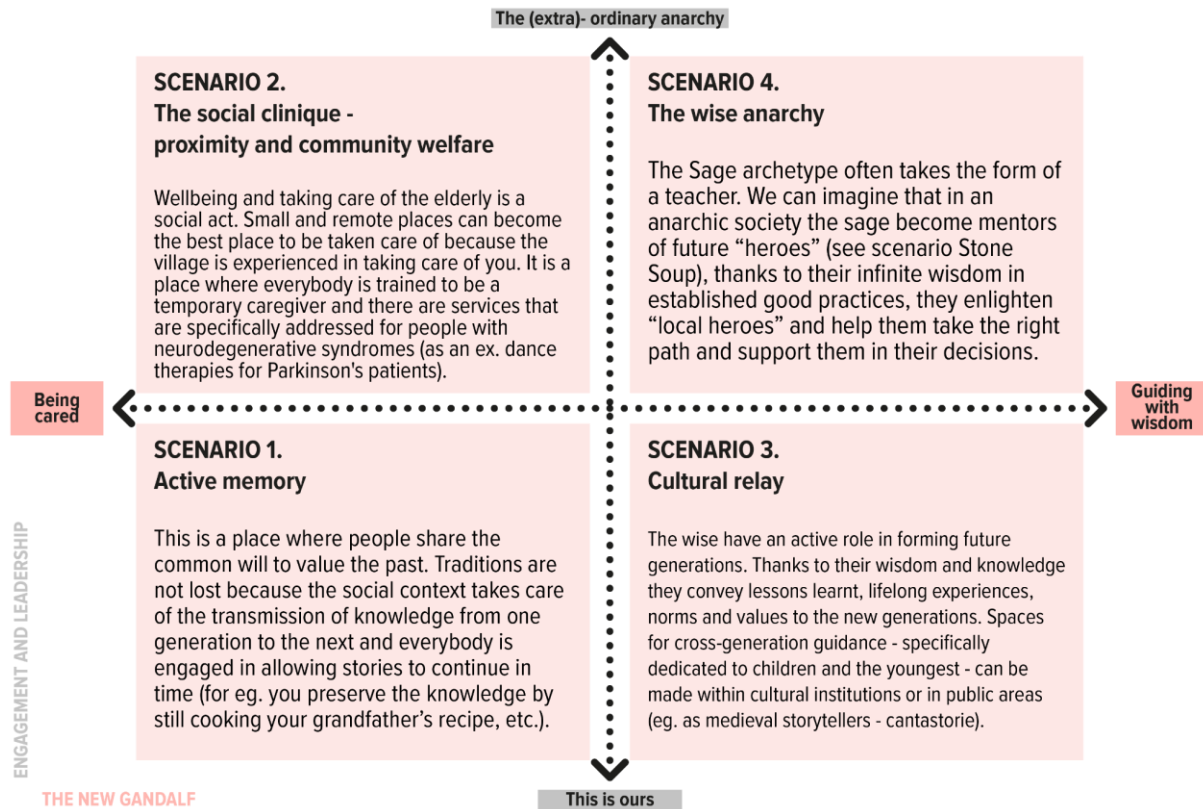 The (extra)- ordinary anarchy
SCENARIO 2.
The social clinique -
proximity and community welfare
Wellbeing and taking care of the elderly is a
social act. Small and remote places can become
the best place to be taken care of because the
village is experienced in taking care of you. It is a
place where everybody is trained to be a
temporary caregiver and there are services that
are specifically addressed for people with
neurodegenerative syndromes (as an ex. dance
therapies for Parkinson's patients).
SCENARIO 4.
The wise anarchy
The Sage archetype often takes the form of
a teacher. We can imagine that in an
anarchic society the sage become mentors
of future “heroes” (see scenario Stone
Soup), thanks to their infinite wisdom in
established good practices, they enlighten
“local heroes” and help them take the right
path and support them in their decisions.
Being
cared
Guiding
with
wisdom
SCENARIO 1.
Active memory
This is a place where people share the
common will to value the past. Traditions are
not lost because the social context takes care
of the transmission of knowledge from one
generation to the next and everybody is
engaged in allowing stories to continue in
time (for eg. you preserve the knowledge by
still cooking your grandfather’s recipe, etc.).
SCENARIO 3.
Cultural relay
The wise have an active role in forming future
generations. Thanks to their wisdom and knowledge
they convey lessons learnt, lifelong experiences,
norms and values to the new generations. Spaces
for cross-generation guidance - specifically
dedicated to children and the youngest - can be
made within cultural institutions or in public areas
(eg. as medieval storytellers - cantastorie).
ENGAGEMENT AND LEADERSHIP
THE NEW GANDALF
This is ours